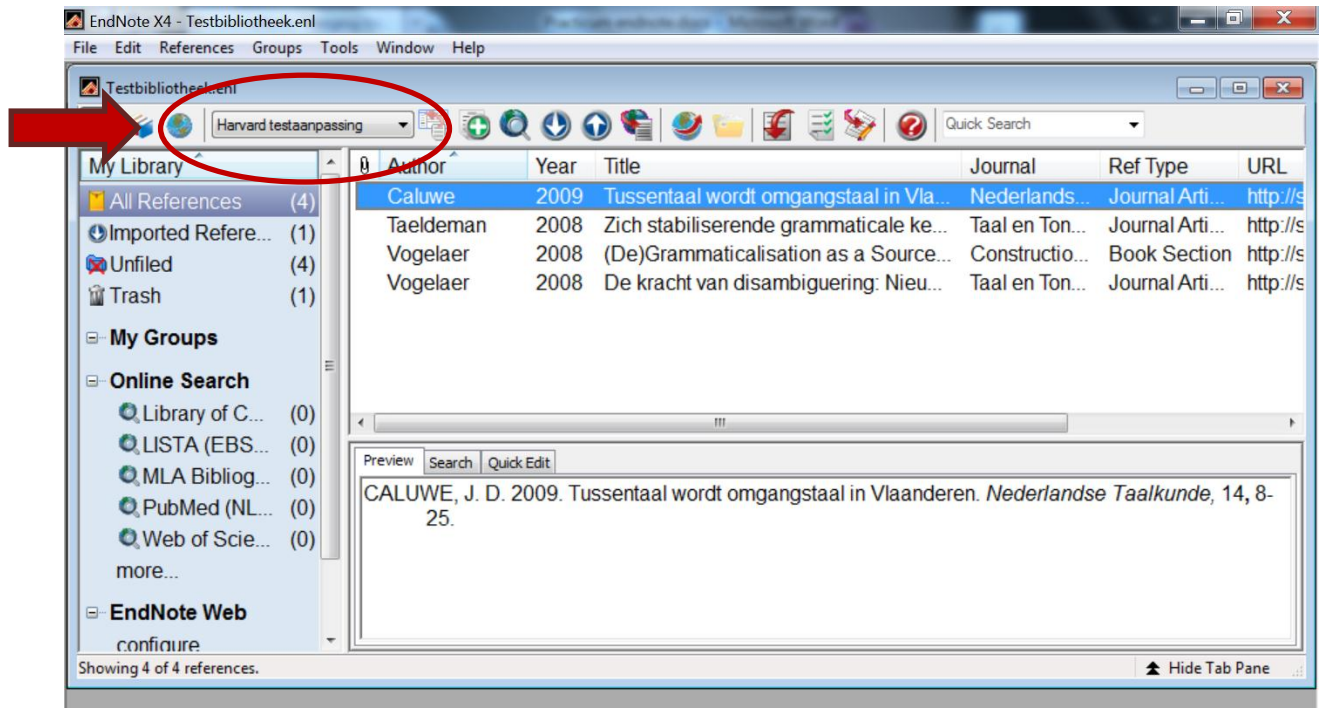 EndNote X4 - Testbibliotheek.enl
File Edit References Groups Tools Window Help
Testbibliotheek.enl
Harvard testaanpassing
Quick Search
My Library
All References (4)
Imported Refere... (1)
Unfiled (4)
Trash (1)
My Groups
Online Search
Library of C... (0)
LISTA (EBS... (0)
MLA Bibliog... (0)
PubMed (NL... (0)
Web of Scie... (0)
more...
EndNote Web
configure
Author Year Title Journal Ref Type URL
Caluwe 2009 Tussentaal wordt omgangstaal in Vla... Nederlands... Journal Arti... http://s
Taeldeman 2008 Zich stabiliserende grammaticale ke... Taal en Ton... Journal Arti... http://s
Vogelaer 2008 (De)Grammaticalisation as a Source... Constructio... Book Section http://s
Vogelaer 2008 De kracht van disambiguering: Nieu... Taal en Ton... Journal Arti... http://s
Preview Search Quick Edit
CALUWE, J. D. 2009. Tussentaal wordt omgangstaal in Vlaanderen. Nederlandse Taalkunde, 14, 8-
25.
Showing 4 of 4 references.
Hide Tab Pane